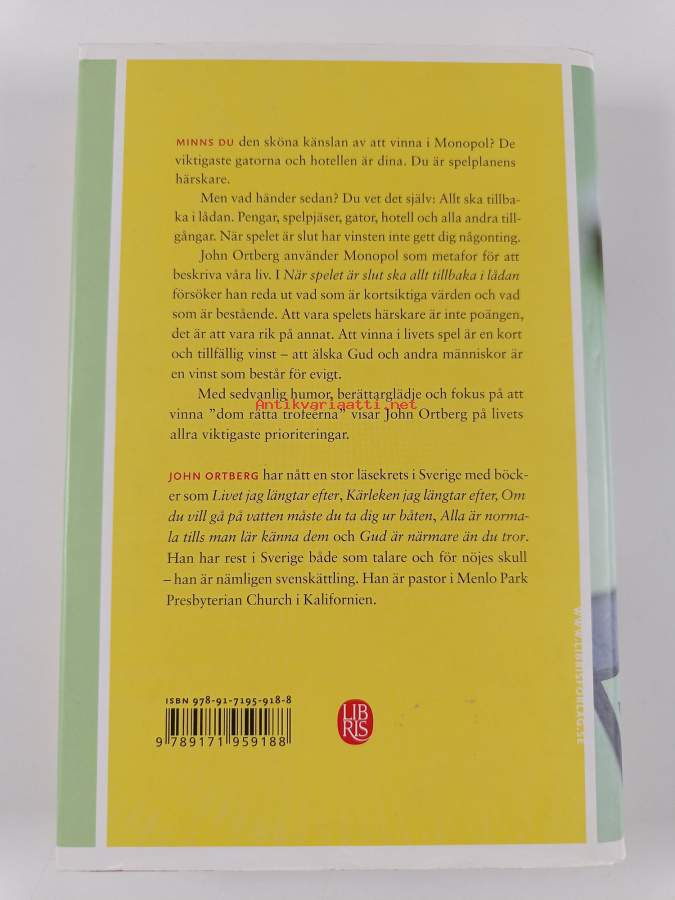 MINNS DU den sköna känslan av att vinna i Monopol? De
viktigaste gatorna och hotellen är dina. Du är spelplanens
härskare.
Men vad händer sedan? Du vet det själv: Allt ska tillba-
ka i lådan. Pengar, spelpjäser, gator, hotell och alla andra till-
gångar. När spelet är slut har vinsten inte gett dig någonting.
John Ortberg använder Monopol som metafor för att
beskriva våra liv. I När spelet är slut ska allt tillbaka i lådan
försöker han reda ut vad som är kortsiktiga värden och vad
som är bestående. Att vara spelets härskare är inte poängen,
det är att vara rik på annat. Att vinna i livets spel är en kort
och tillfällig vinst – att älska Gud och andra människor är
en vinst som består för evigt.
Med sedvanlig humor, berättarglädje och fokus på att
Antikvariaatti.net
vinna ”dom rätta troféerna” visar John Ortberg på livets
allra viktigaste prioriteringar.
JOHN ORTBERG har nått en stor läsekrets i Sverige med böck-
er som Livet jag längtar efter, Kärleken jag längtar efter, Om
du vill gå på vatten måste du ta dig ur båten, Alla är norma-
la tills man lär känna dem och Gud är närmare än du tror.
Han har rest i Sverige både som talare och för nöjes skull
– han är nämligen svenskättling. Han är pastor i Menlo Park
Presbyterian Church i Kalifornien.
WWW.LIBRISFORLAG.SE
ISBN 978-91-7195-918-8
9 789171 959188
LIB
RIS